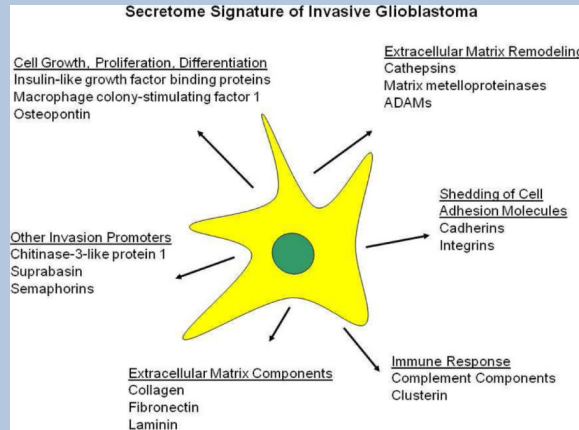 Secretome Signature of Invasive Glioblastoma
Cell Growth, Proliferation, Differentiation
Insulin-like growth factor binding proteins
Macrophage colony-stimulating factor 1
Osteopontin
Extracellular Matrix Remodeling
Cathepsins
Matrix metelloproteinases
ADAMs
Shedding of Cell
Adhesion Molecules
Cadherins
Integrins
Other Invasion Promoters
Chitinase-3-like protein 1
Suprabasin
Semaphorins
Extracellular Matrix Components
Collagen
Fibronectin
Laminin
Immune Response
Complement Components
Clusterin